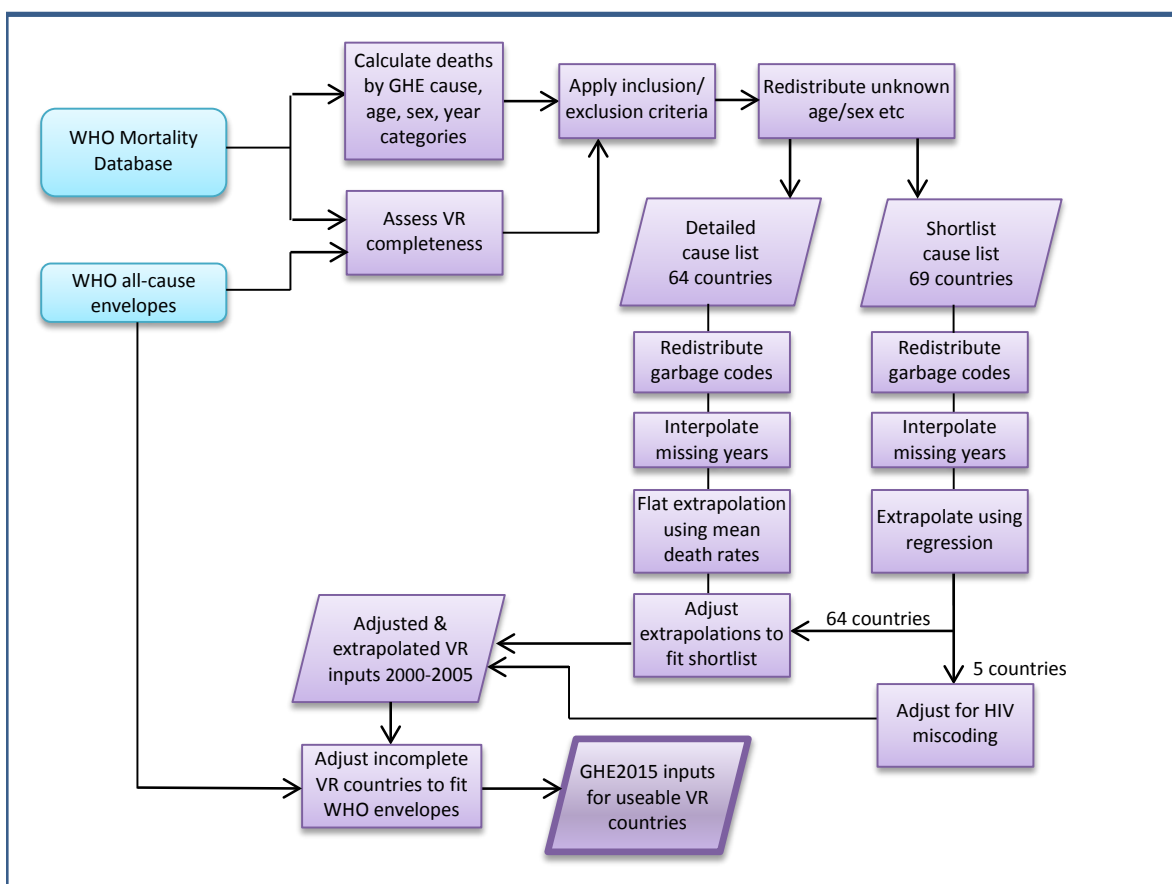 Calculate deaths
by GHE cause,
age, sex, year
categories
Apply inclusion/
exclusion criteria
Redistribute unknown
age/sex etc
WHO Mortality
Database
Assess VR
completeness
WHO all-cause
envelopes
Detailed
cause list
64 countries
Shortlist
cause list
69 countries
Redistribute
garbage codes
Redistribute
garbage codes
Interpolate
missing years
Interpolate
missing years
Flat extrapolation
using mean
death rates
Extrapolate using
regression
Adjusted &
extrapolated VR
inputs 2000-2005
Adjust
extrapolations to
fit shortlist
64 countries
5 countries
Adjust for HIV
miscoding
Adjust incomplete
VR countries to fit
WHO envelopes
GHE2015 inputs
for useable VR
countries